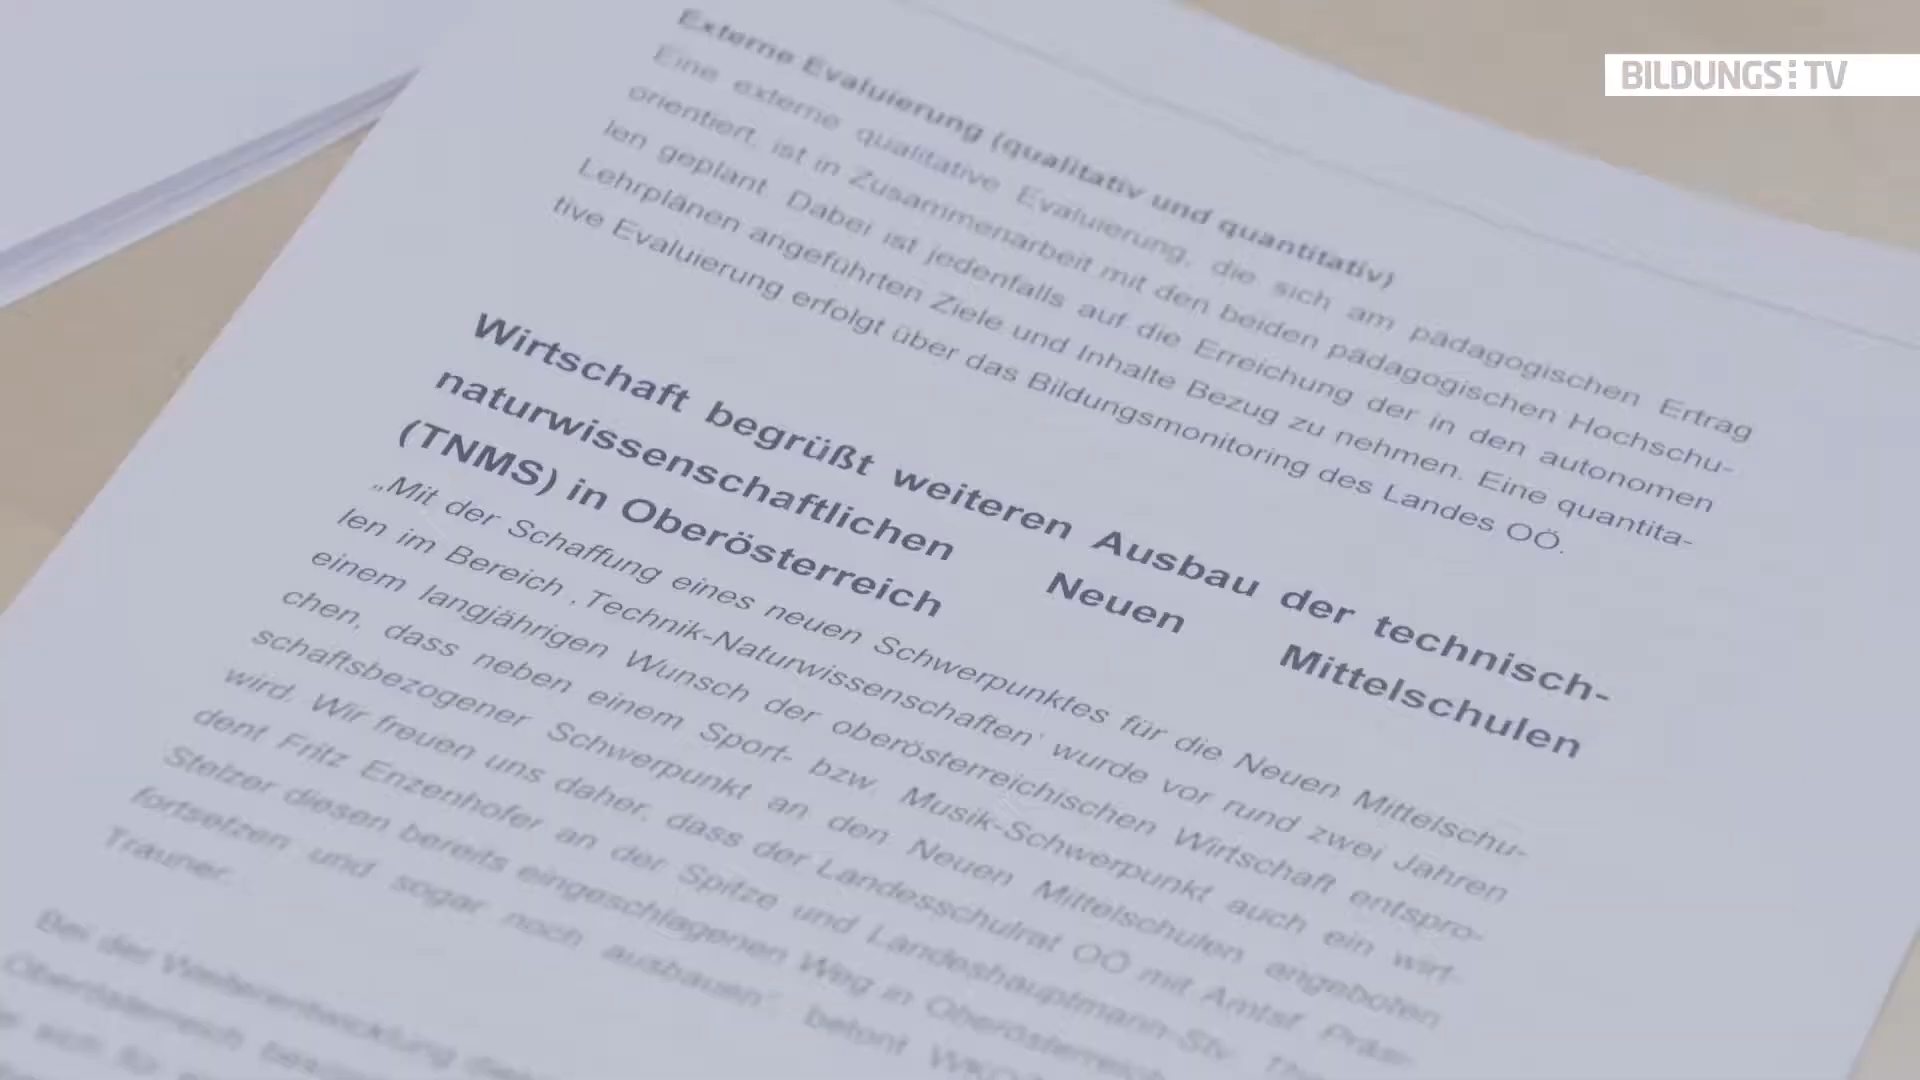 BILDUNGS TV
Externe Evaluierung (qualitativ und quantitativ)
Eine externe qualitative Evaluierung, die sich am pädagogischen Ertrag
orientiert, ist in Zusammenarbeit mit den beiden pädagogischen Hochschu-
len geplant. Dabei ist jedenfalls auf die Erreichung der in den autonomen
Lehrplänen angeführten Ziele und Inhalte Bezug zu nehmen. Eine quantita-
tive Evaluierung erfolgt über das Bildungsmonitoring des Landes OÖ.
Wirtschaft begrüßt weiteren Ausbau der technisch-
naturwissenschaftlichen Neuen Mittelschulen
(TNMS) in Oberösterreich
„Mit der Schaffung eines neuen Schwerpunktes für die Neuen Mittelschu-
len im Bereich ‚Technik-Naturwissenschaften‘ wurde vor rund zwei Jahren
einem langjährigen Wunsch der oberösterreichischen Wirtschaft entspro-
chen, dass neben einem Sport- bzw. Musik-Schwerpunkt auch ein wirt-
schaftsbezogener Schwerpunkt an den Neuen Mittelschulen angeboten
wird. Wir freuen uns daher, dass der Landesschulrat OÖ mit Amtsf. Präsi-
dent Fritz Enzenhofer an der Spitze und Landeshauptmann-Stv.
Stelzer diesen bereits eingeschlagenen Weg in Oberösterreich
fortsetzen und sogar noch ausbauen“, betont
Trauner.
Bei der Weiterentwicklung
Oberösterreich
sich für